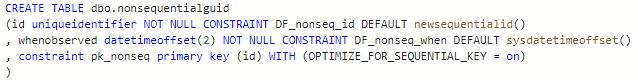 CREATE TABLE dbo.nonsequentialguid
(id uniqueidentifier NOT NULL CONSTRAINT DF_nonseq_id DEFAULT newsequentialid()
, whenobserved datetimeoffset(2) NOT NULL CONSTRAINT DF_nonseq_when DEFAULT sysdatetimeoffset()
, constraint pk_nonseq primary key (id) WITH (OPTIMIZE_FOR_SEQUENTIAL_KEY = on)
)